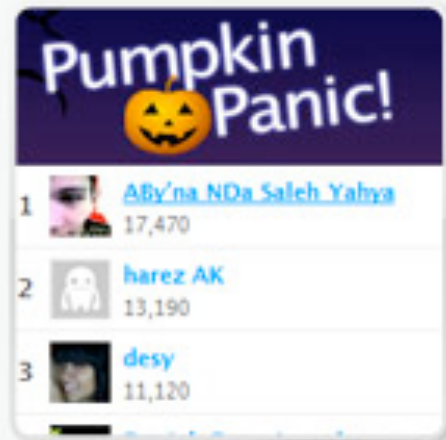 Pumpkin
Panic!
1
ABy'na NDa Saleh Yahya
17,470
2
harez AK
13,190
3
desy
11,120